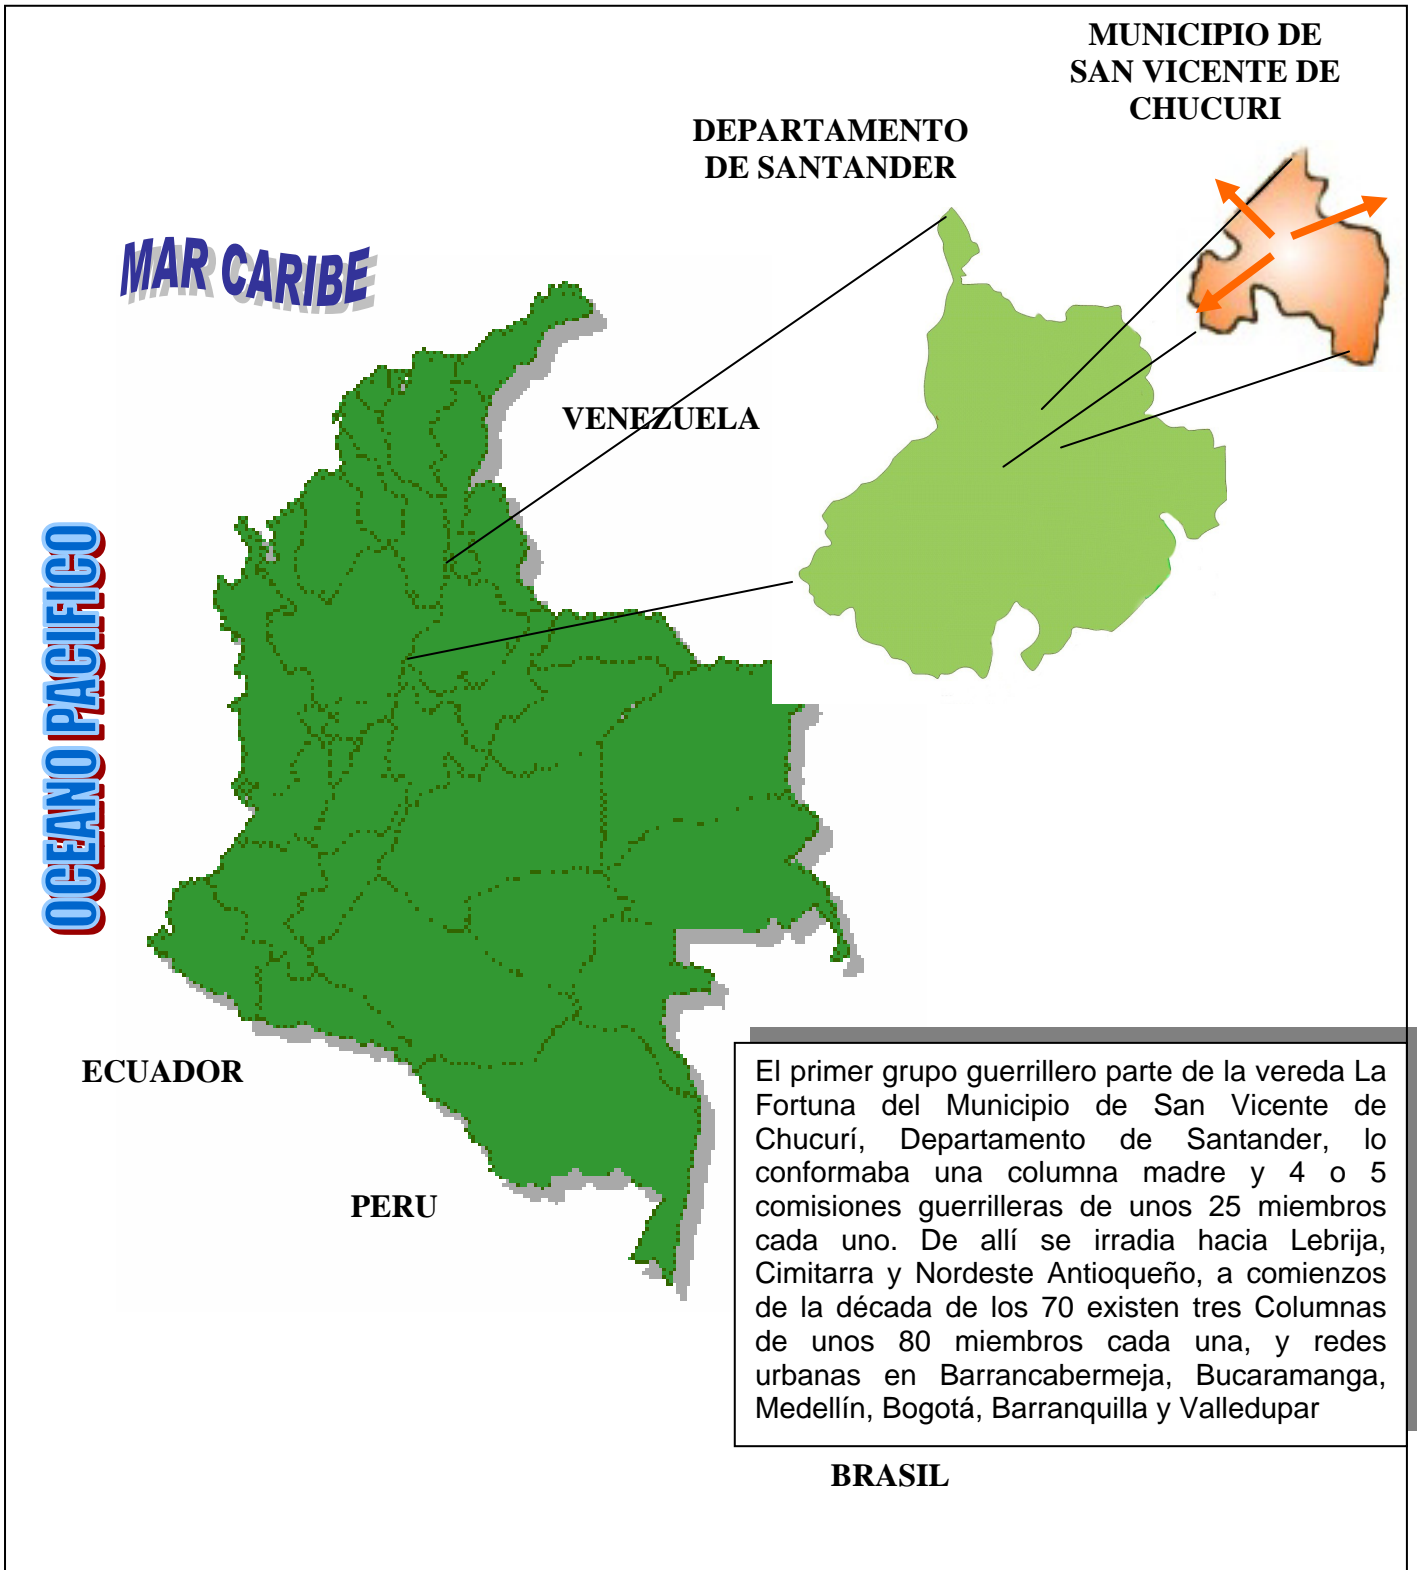 MUNICIPIO DE
SAN VICENTE DE
CHUCURI
DEPARTAMENTO
DE SANTANDER
MAR CARIBE
VENEZUELA
OCEANO PACIFICO
ECUADOR
PERU
El primer grupo guerrillero parte de la vereda La
Fortuna del Municipio de San Vicente de
Chucurí, Departamento de Santander, lo
conformaba una columna madre y 4 o 5
comisiones guerrilleras de unos 25 miembros
cada uno. De allí se irradia hacia Lebrija,
Cimitarra y Nordeste Antioqueño, a comienzos
de la década de los 70 existen tres Columnas
de unos 80 miembros cada una, y redes
urbanas en Barrancabermeja, Bucaramanga,
Medellín, Bogotá, Barranquilla y Valledupar
BRASIL